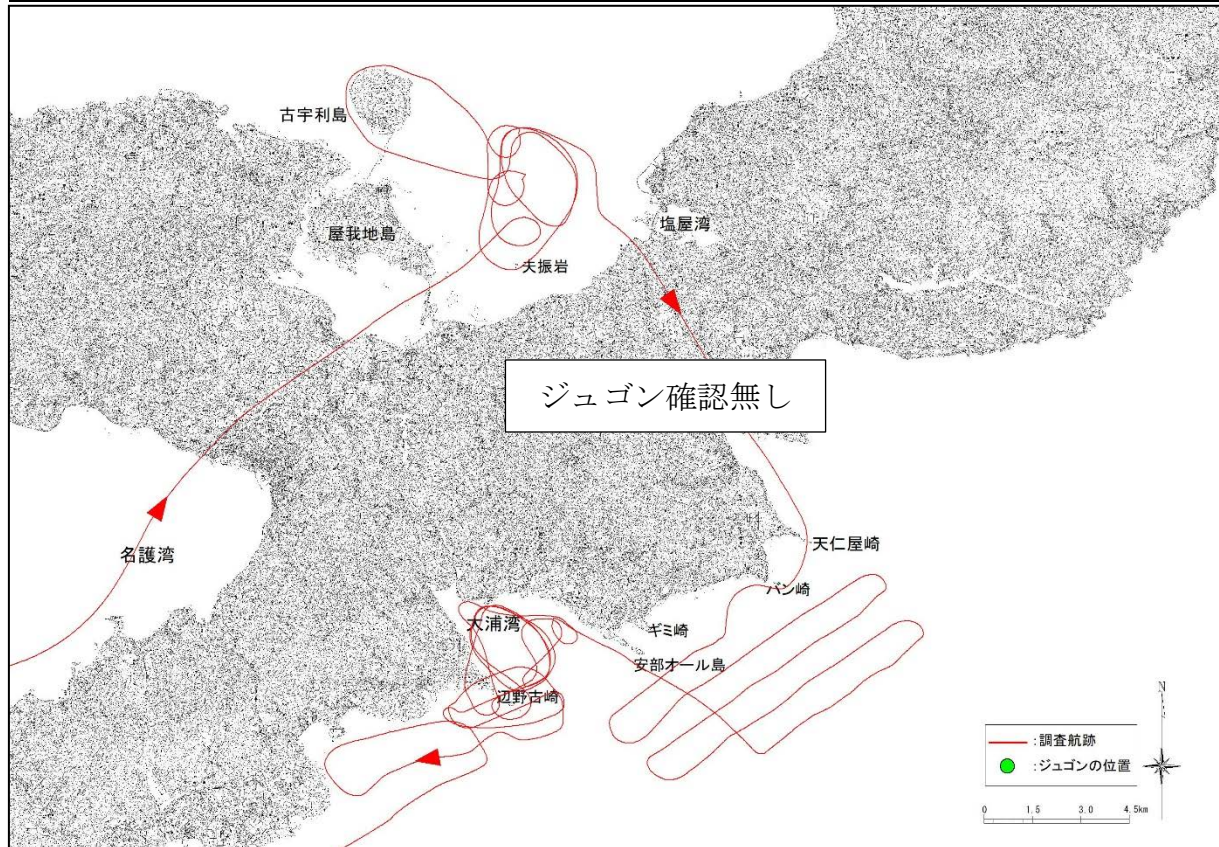 古宇利島
屋我地島
塩屋湾
夫振岩
ジュゴン確認無し
名護湾
天仁屋崎
バン崎
大浦湾
ギミ崎
安部オール島
辺野古崎
N
:調査航跡
:ジュゴンの位置
0 1.5 3.0 4.5km